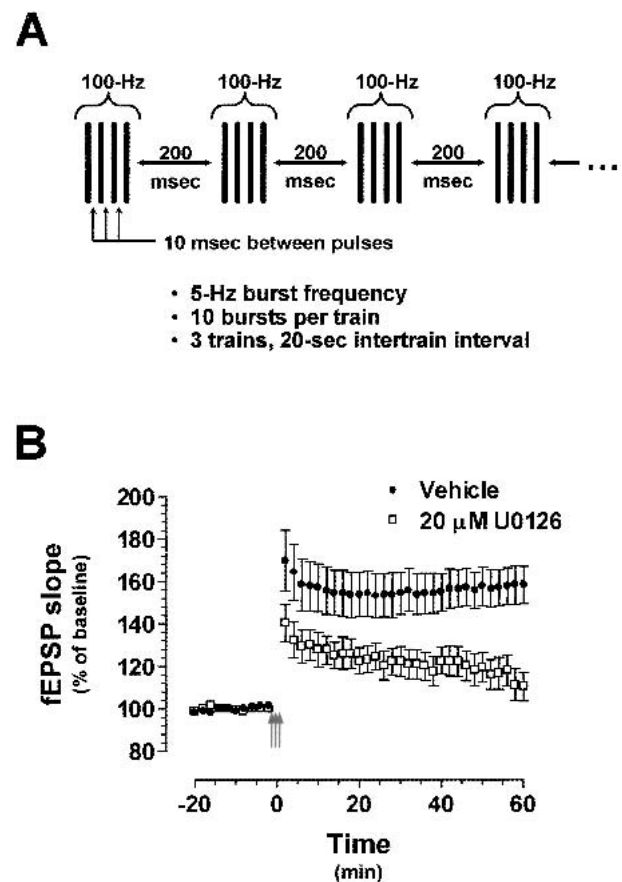 A
100-Hz 100-Hz 100-Hz 100-Hz
200 200 200
msec msec msec ...
10 msec between pulses
• 5-Hz burst frequency
• 10 bursts per train
• 3 trains, 20-sec intertrain interval
B
200
180
160
140
120
100
80
fEPSP slope
(% of baseline)
Vehicle
20 µM U0126
-20 0 20 40 60
Time
(min)